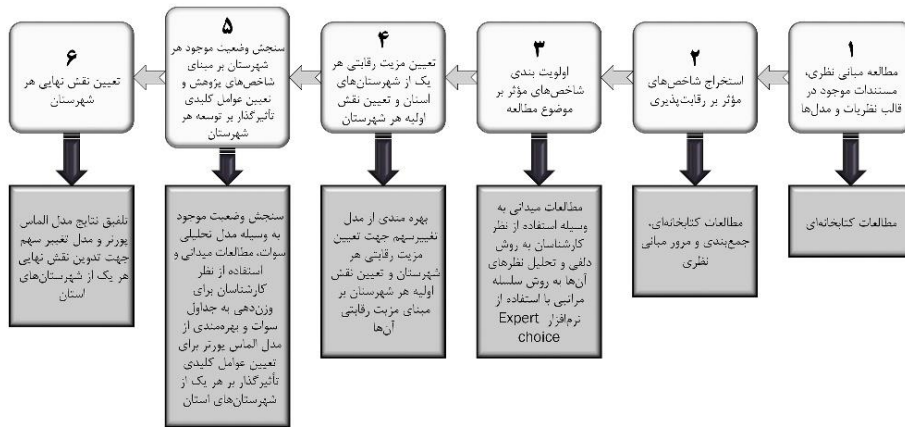 ۱
مطالعه مبانی نظری،
مستندات موجود در
قالب نظریات و مدل‌ها
۲
استخراج شاخص‌های
مؤثر بر رقابت‌پذیری
۳
اولویت بندی
شاخص‌های مؤثر بر
موضوع مطالعه
۴
تعیین مزیت رقابتی هر
یک از شهرستان‌های
استان و تعیین نقش
اولیه هر شهرستان
۵
سنجش وضعیت موجود هر
شهرستان بر مبنای
شاخص‌های پژوهش و
تعیین عوامل کلیدی
تأثیرگذار بر توسعه هر
شهرستان
۶
تعیین نقش نهایی هر
شهرستان
مطالعات کتابخانه‌ای
مطالعات کتابخانه‌ای،
جمع‌بندی و مرور مبانی
نظری
مطالعات میدانی به
وسیله استفاده از نظر
کارشناسان به روش
دلفی و تحلیل نظرهای
آن‌ها به روش سلسله
مراتبی با استفاده از
نرم‌افزار Expert
choice
بهره مندی از مدل
تغییرسهم جهت تعیین
مزیت رقابتی هر
شهرستان و تعیین نقش
اولیه هر شهرستان بر
مبنای مزیت رقابتی
آن‌ها
سنجش وضعیت موجود
به وسیله مدل تحلیلی
سوات، مطالعات میدانی و
استفاده از نظر
کارشناسان برای
وزن‌دهی به جداول
سوات و بهره‌مندی از
مدل الماس پورتر برای
تعیین عوامل کلیدی
تأثیرگذار بر هر یک از
شهرستان‌های استان
تلفیق نتایج مدل الماس
پورتر و مدل تغییر سهم
جهت تدوین نقش نهایی
هر یک از شهرستان‌های
استان